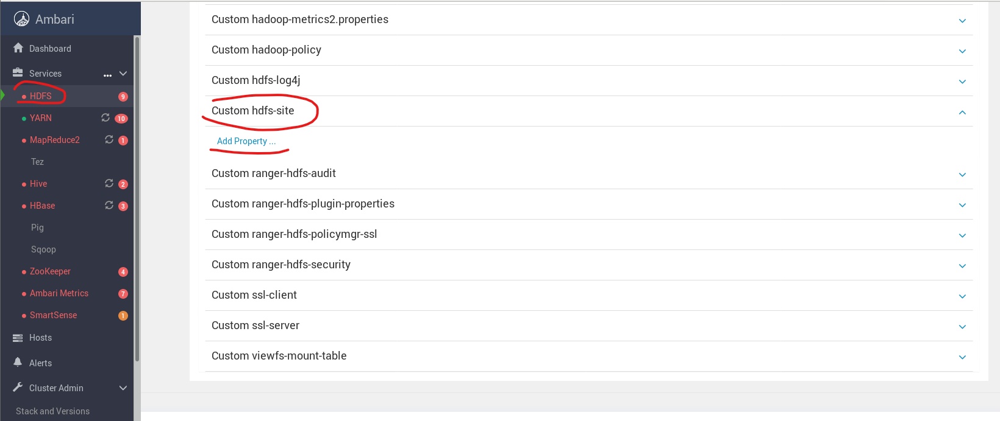 Ambari
Dashboard
Services ...
HDFS 9
YARN 10
MapReduce2 1
Tez
Hive 2
HBase 3
Pig
Sqoop
ZooKeeper 4
Ambari Metrics 7
SmartSense 1
Hosts
Alerts
Cluster Admin
Stack and Versions
Custom hadoop-metrics2.properties
Custom hadoop-policy
Custom hdfs-log4j
Custom hdfs-site
Add Property ...
Custom ranger-hdfs-audit
Custom ranger-hdfs-plugin-properties
Custom ranger-hdfs-policymgr-ssl
Custom ranger-hdfs-security
Custom ssl-client
Custom ssl-server
Custom viewfs-mount-table